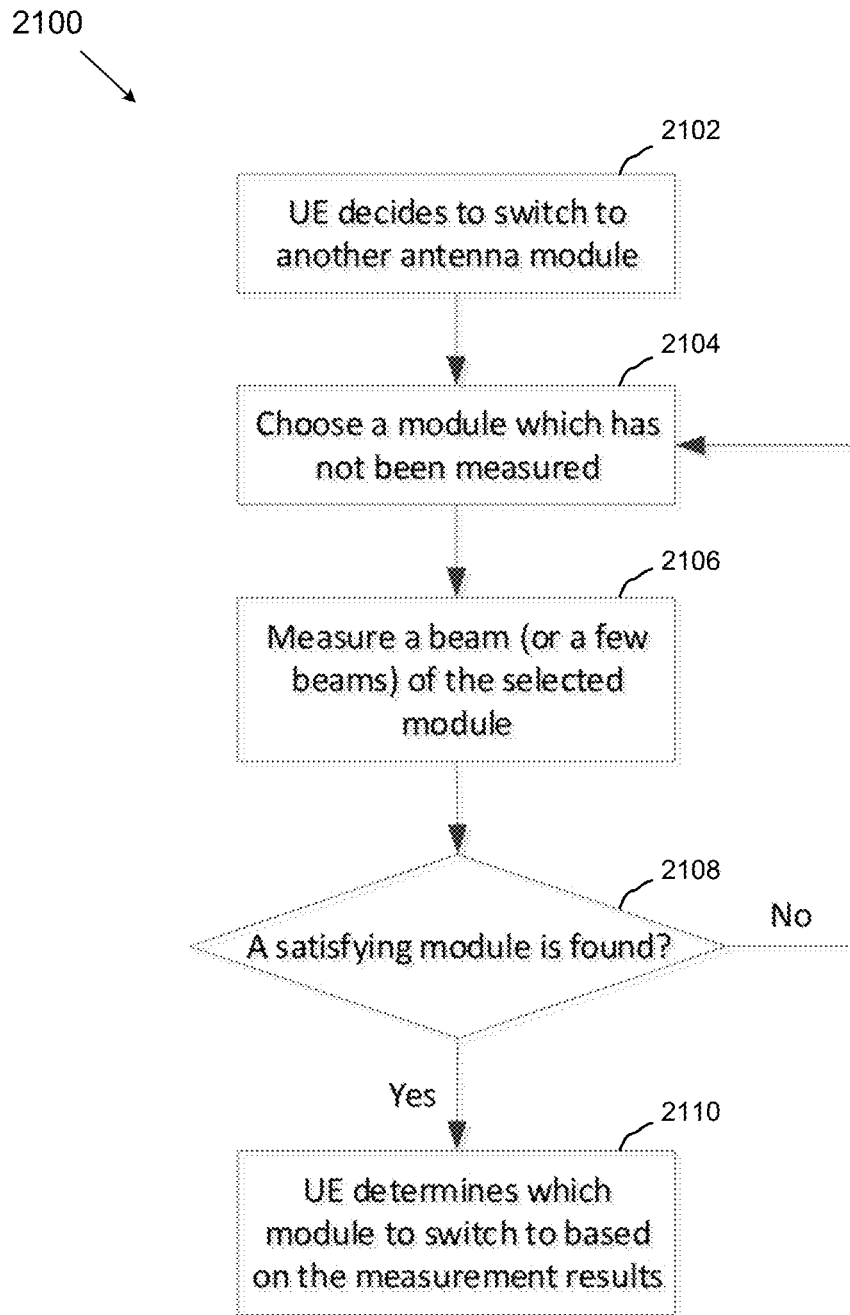 2100
2102
UE decides to switch to
another antenna module
2104
Choose a module which has
not been measured
2106
Measure a beam (or a few
beams) of the selected
module
2108
A satisfying module is found?
No
Yes
2110
UE determines which
module to switch to based
on the measurement results